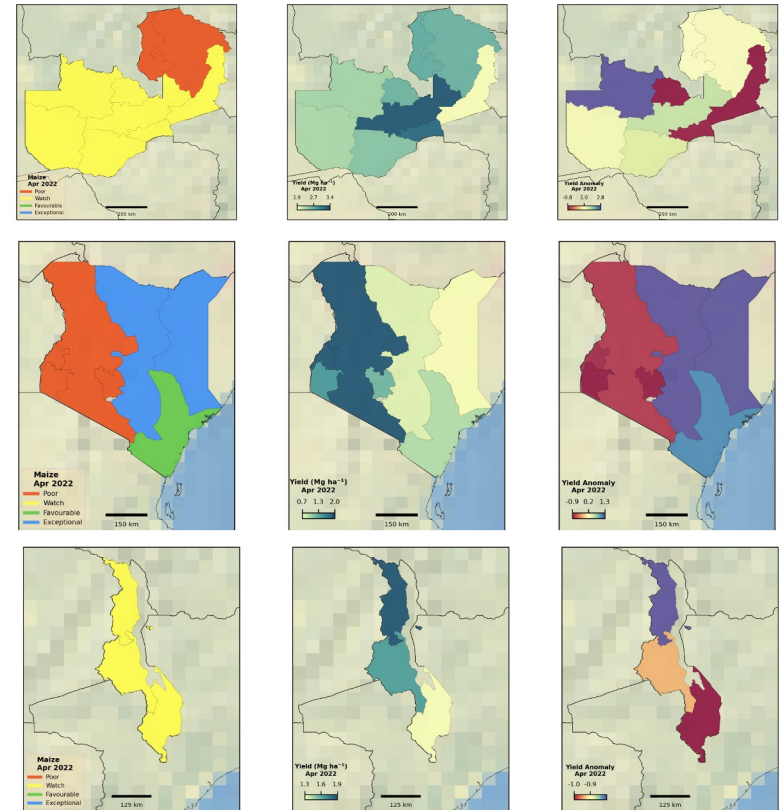 Maize
Apr 2022
Poor
Watch
Favourable
Exceptional
200 km
Yield (Mg ha⁻¹)
Apr 2022
1.9 2.7 3.4
200 km
Yield Anomaly
Apr 2022
-0.8 1.0 2.8
200 km
Maize
Apr 2022
Poor
Watch
Favourable
Exceptional
150 km
Yield (Mg ha⁻¹)
Apr 2022
0.7 1.3 2.0
150 km
Yield Anomaly
Apr 2022
-0.9 0.2 1.3
150 km
Maize
Apr 2022
Poor
Watch
Favourable
Exceptional
125 km
Yield (Mg ha⁻¹)
Apr 2022
1.3 1.6 1.9
125 km
Yield Anomaly
Apr 2022
-1.0 -0.9
125 km